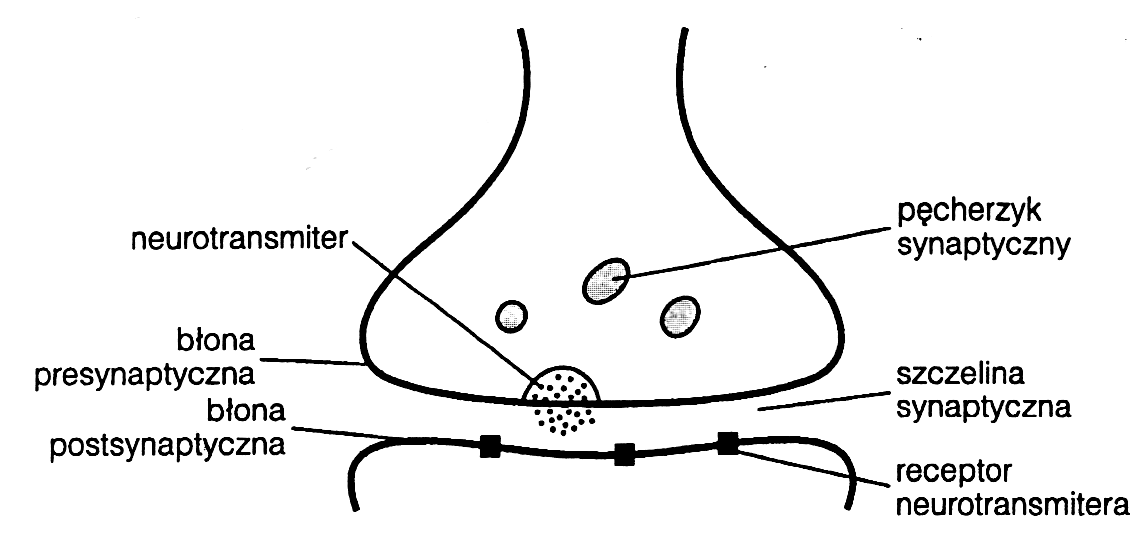 neurotransmiter
błona
presynaptyczna
błona
postsynaptyczna
pęcherzyk
synaptyczny
szczelina
synaptyczna
receptor
neurotransmitera